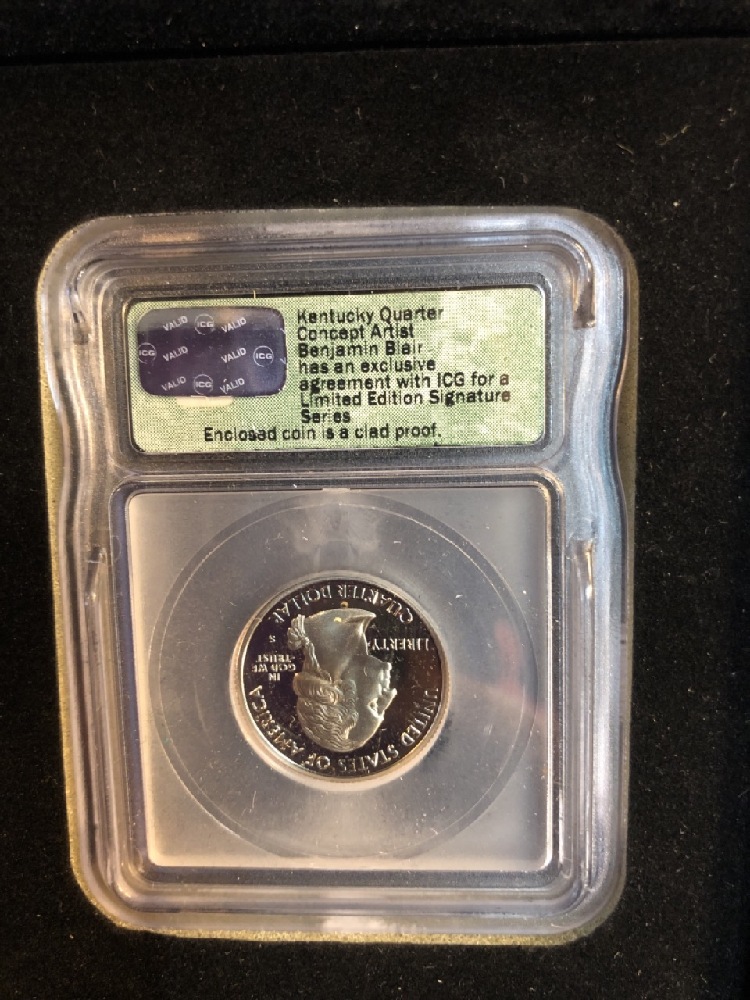 VALID ICG VALID
ICG VALID VALID ICG
VALID ICG VALID
Kentucky Quarter
Concept Artist
Benjamin Blair
has an exclusive
agreement with ICG for a
Limited Edition Signature
Series
Enclosed coin is a clad proof.
UNITED STATES OF AMERICA
LIBERTY
IN
GOD WE
TRUST
S
QUARTER DOLLAR